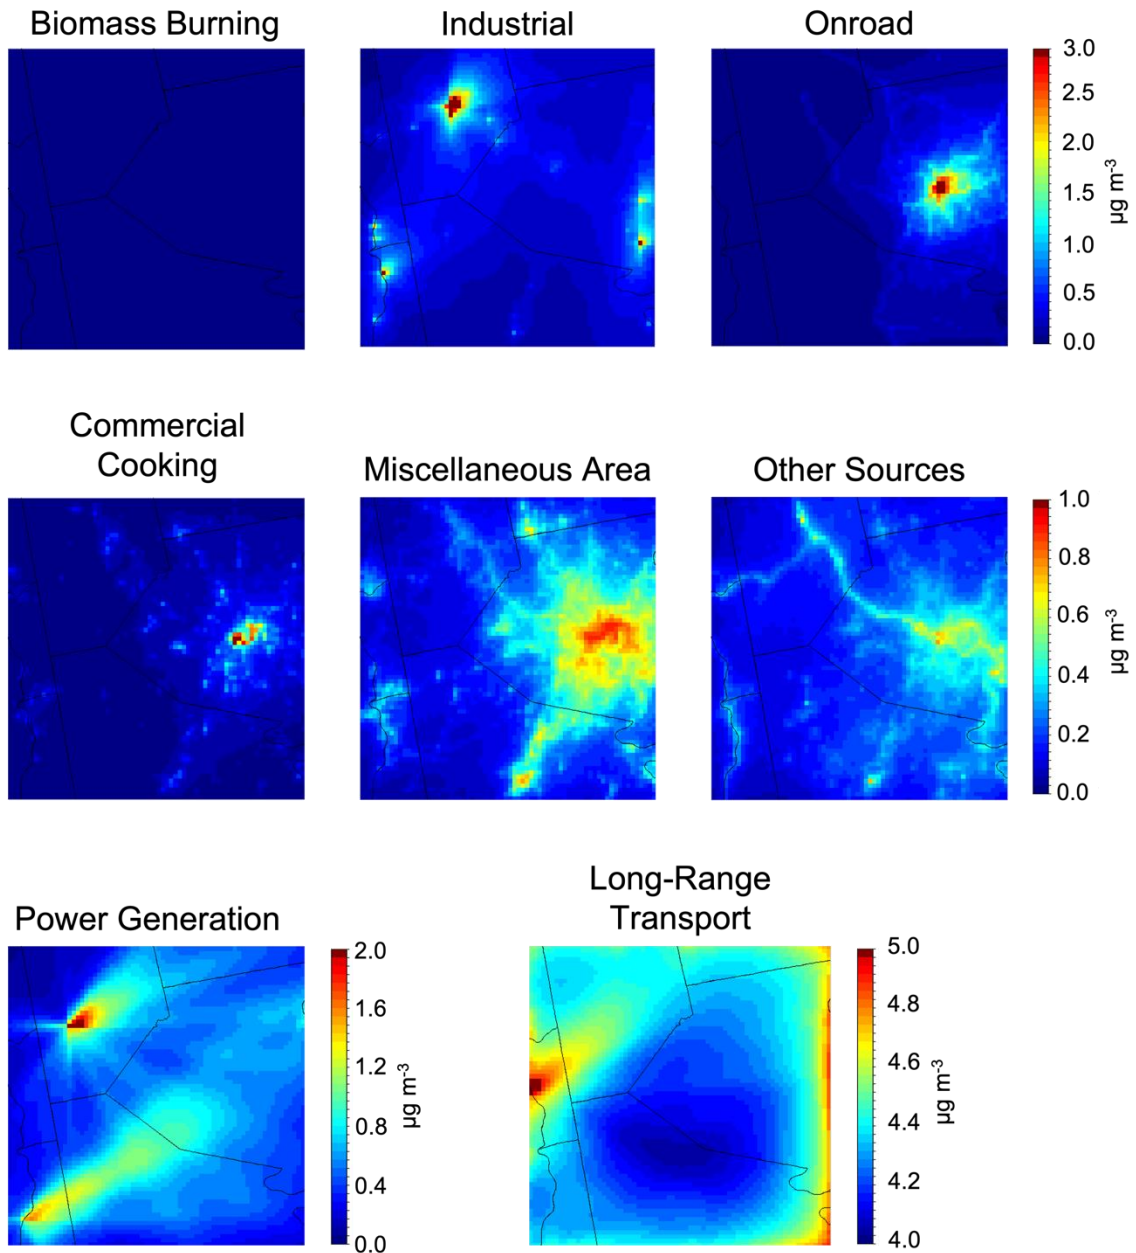 Biomass Burning
Industrial
Onroad
3.0
2.5
2.0
1.5
1.0
0.5
0.0
µg m-3
Commercial
Cooking
Miscellaneous Area
Other Sources
1.0
0.8
0.6
0.4
0.2
0.0
µg m-3
Power Generation
2.0
1.6
1.2
0.8
0.4
0.0
µg m-3
Long-Range
Transport
5.0
4.8
4.6
4.4
4.2
4.0
µg m-3